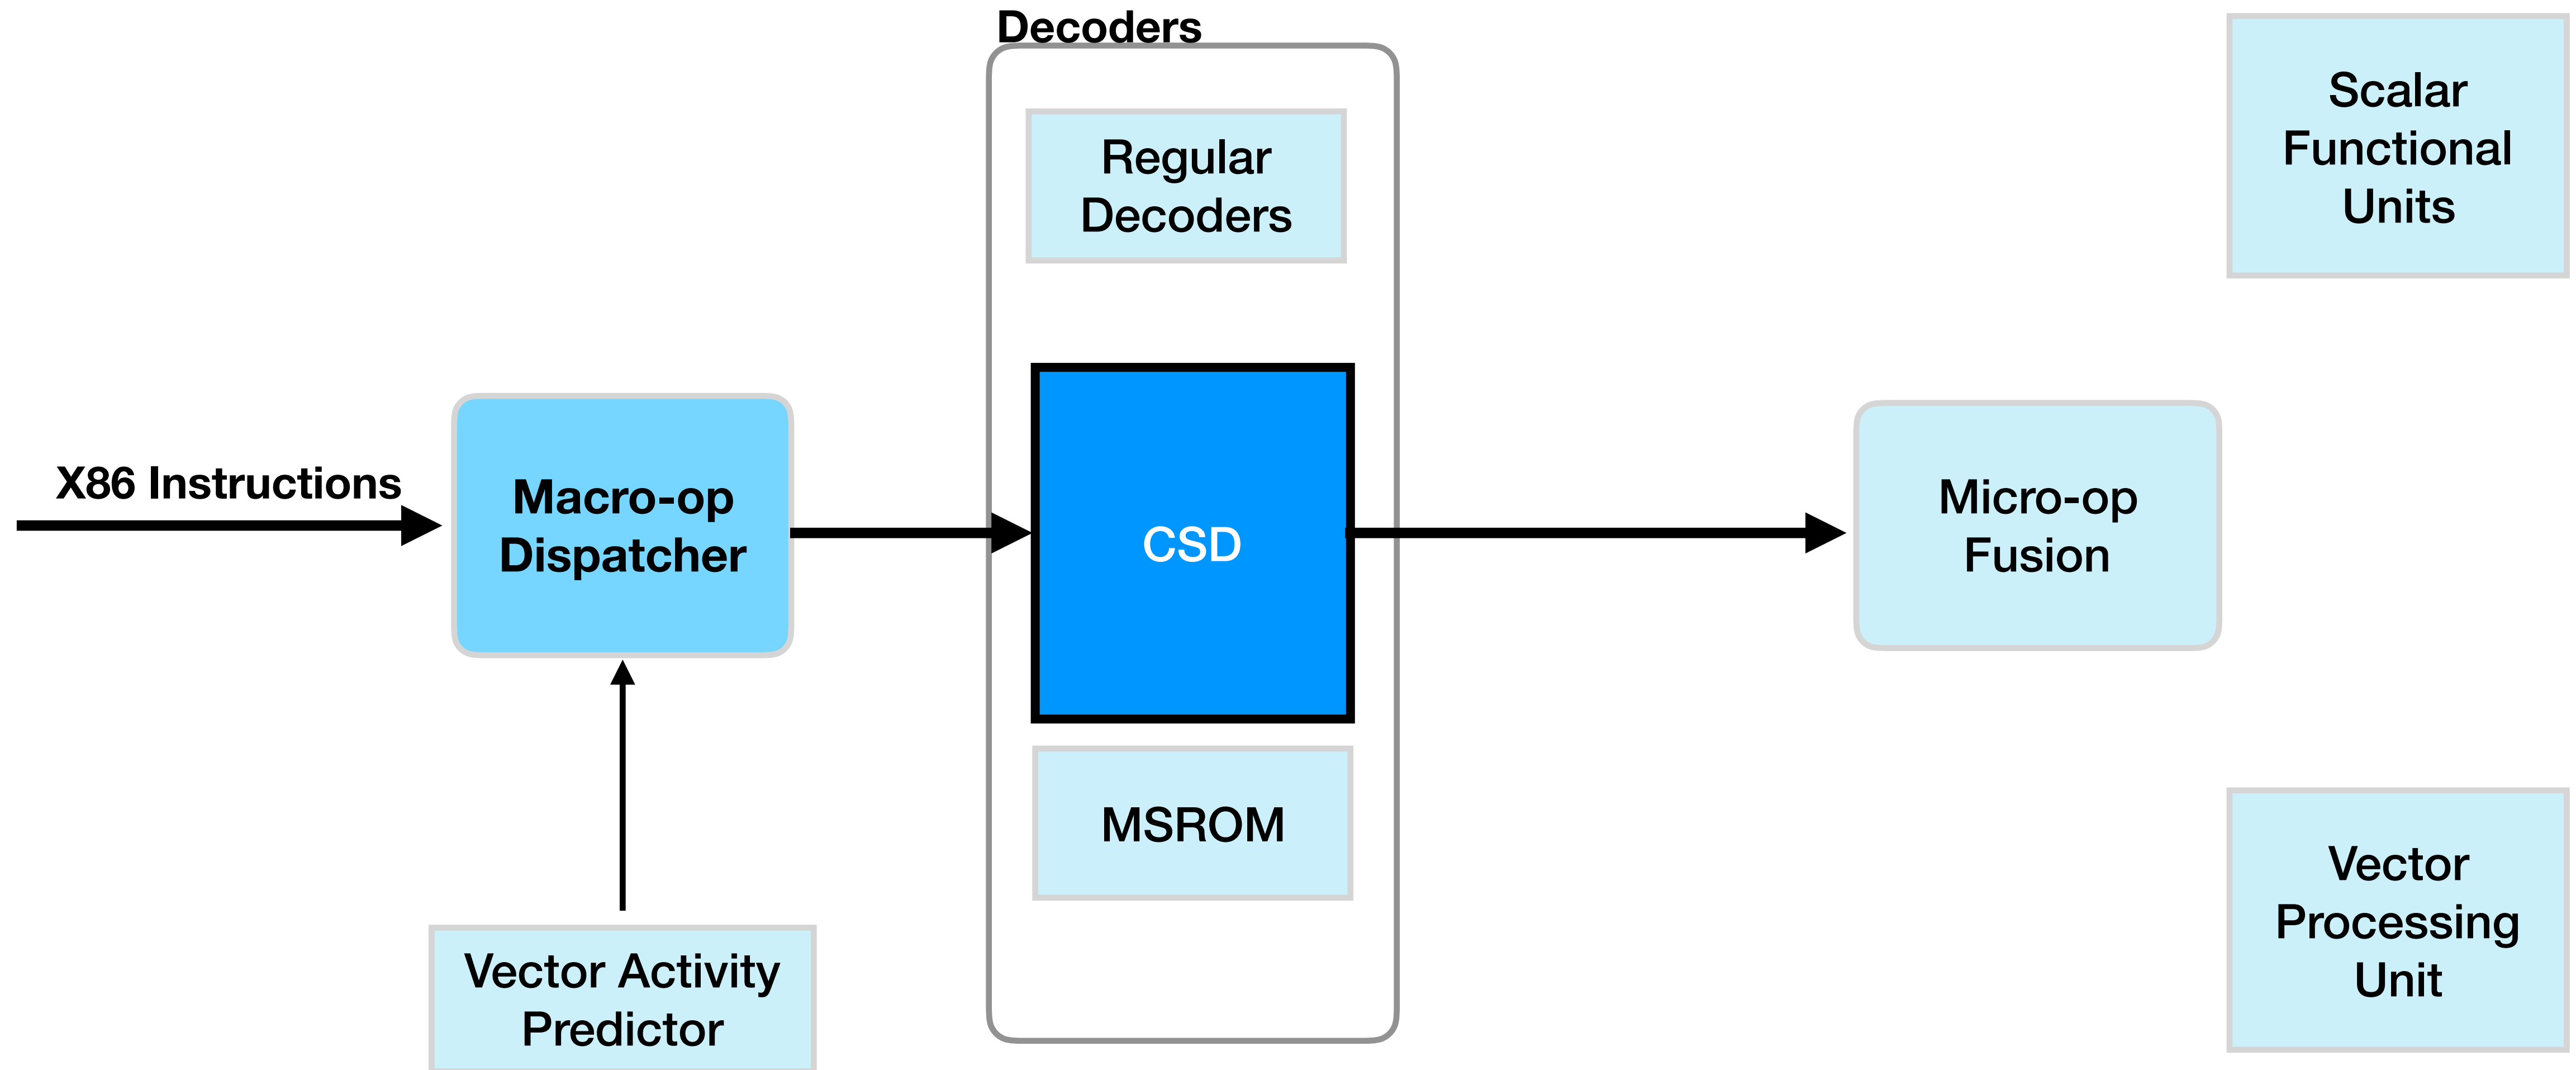 Decoders
Scalar
Functional
Units
Regular
Decoders
X86 Instructions
Macro-op
Dispatcher
CSD
Micro-op
Fusion
MSROM
Vector
Processing
Unit
Vector Activity
Predictor